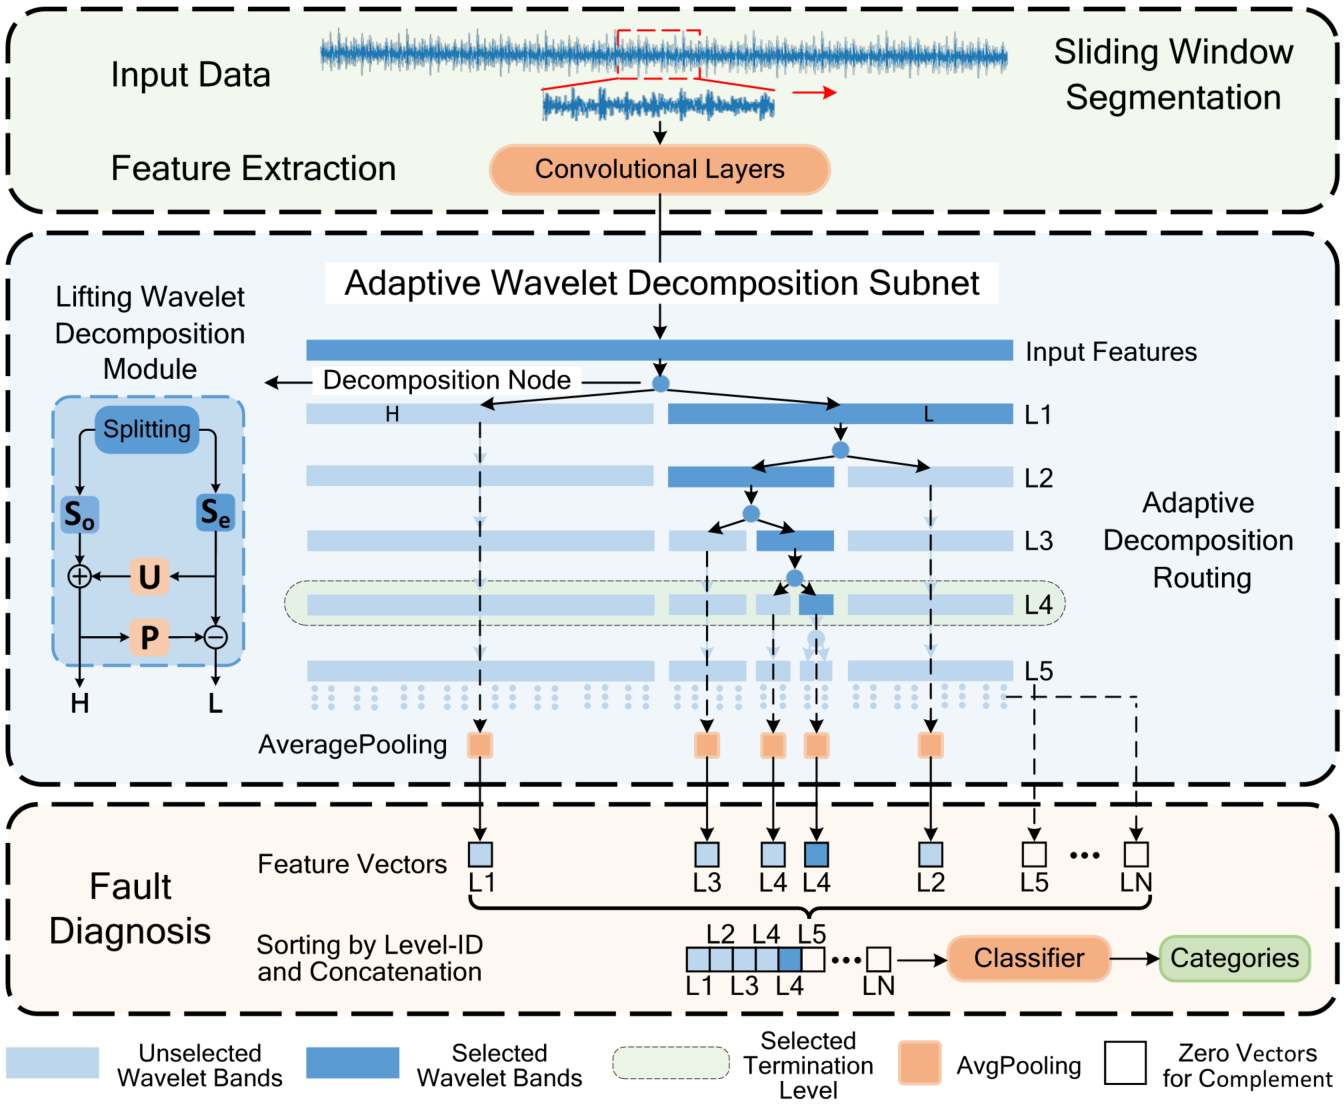 Input Data
Sliding Window
Segmentation
Feature Extraction
Convolutional Layers
Adaptive Wavelet Decomposition Subnet
Lifting Wavelet
Decomposition
Module
Input Features
Decomposition Node
H
L
L1
Splitting
L2
So
Se
L3
Adaptive
Decomposition
Routing
U
L4
P
L5
H
L
AveragePooling
Fault
Diagnosis
Feature Vectors
L1
L3
L4
L4
L2
L5
•••
LN
Sorting by Level-ID
and Concatenation
L2 L4 L5
•••
L1 L3 L4 LN
Classifier
Categories
Unselected
Wavelet Bands
Selected
Wavelet Bands
Selected
Termination
Level
AvgPooling
Zero Vectors
for Complement